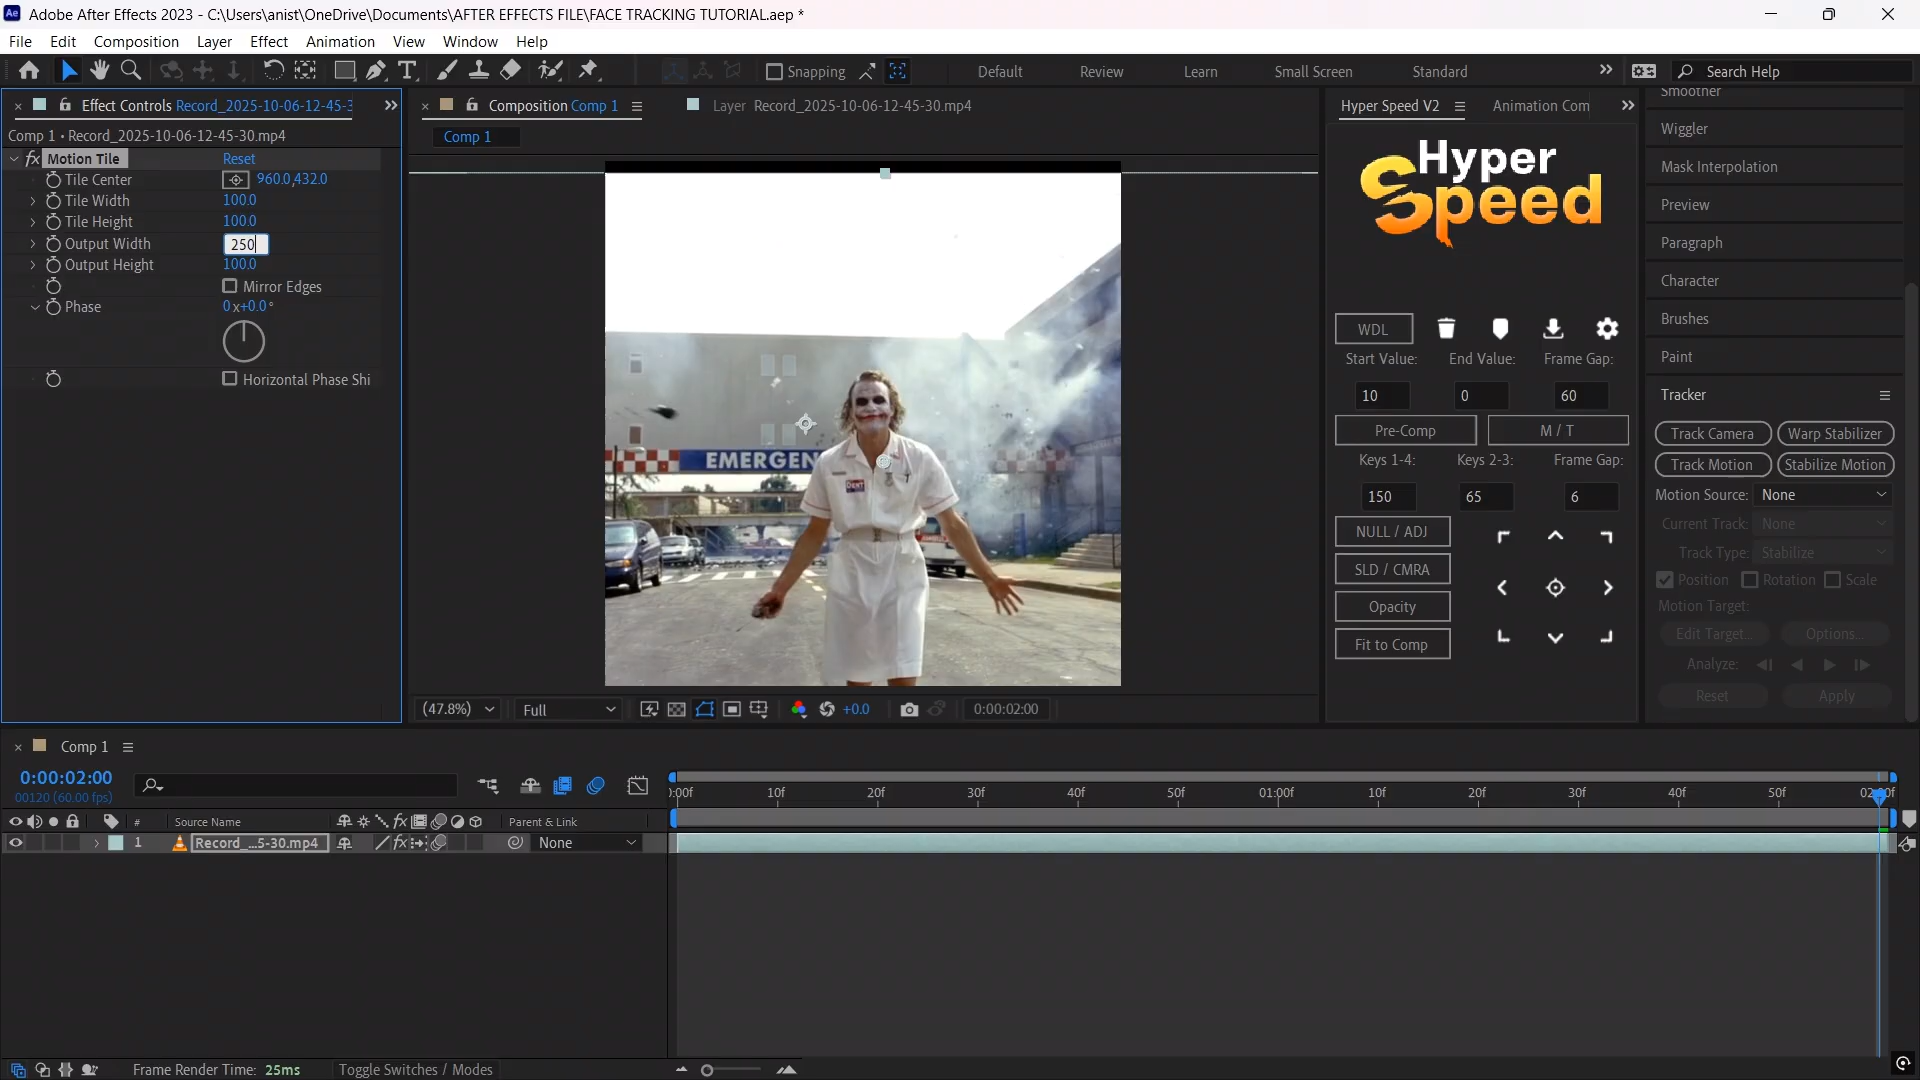 Adobe After Effects 2023 - C:\Users\anist\OneDrive\Documents\AFTER EFFECTS FILE\FACE TRACKING TUTORIAL.aep *
File Edit Composition Layer Effect Animation View Window Help
Snapping Default Review Learn Small Screen Standard Search Help
Effect Controls Record_2025-10-06-12-45-3
Comp 1 • Record_2025-10-06-12-45-30.mp4
fx Motion Tile Reset
Tile Center 960.0,432.0
Tile Width 100.0
Tile Height 100.0
Output Width 250
Output Height 100.0
Mirror Edges
Phase 0x+0.0°
Horizontal Phase Shi
Composition Comp 1
Layer Record_2025-10-06-12-45-30.mp4
Comp 1
EMERGEN
DENT
(47.8%) Full +0.0 0:00:02:00
Hyper Speed V2 Animation Com
Hyper
Speed
WDL
Start Value: End Value: Frame Gap:
10 0 60
Pre-Comp M / T
Keys 1-4: Keys 2-3: Frame Gap:
150 65 6
NULL / ADJ
SLD / CMRA
Opacity
Fit to Comp
Smoother
Wiggler
Mask Interpolation
Preview
Paragraph
Character
Brushes
Paint
Tracker
Track Camera Warp Stabilizer
Track Motion Stabilize Motion
Motion Source: None
Current Track: None
Track Type: Stabilize
Position Rotation Scale
Motion Target:
Edit Target... Options...
Analyze:
Reset Apply
Comp 1
0:00:02:00
00120 (60.00 fps)
):00f 10f 20f 30f 40f 50f 01:00f 10f 20f 30f 40f 50f 02:00f
# Source Name fx Parent & Link
1 Record_...5-30.mp4 fx None
Frame Render Time: 25ms Toggle Switches / Modes